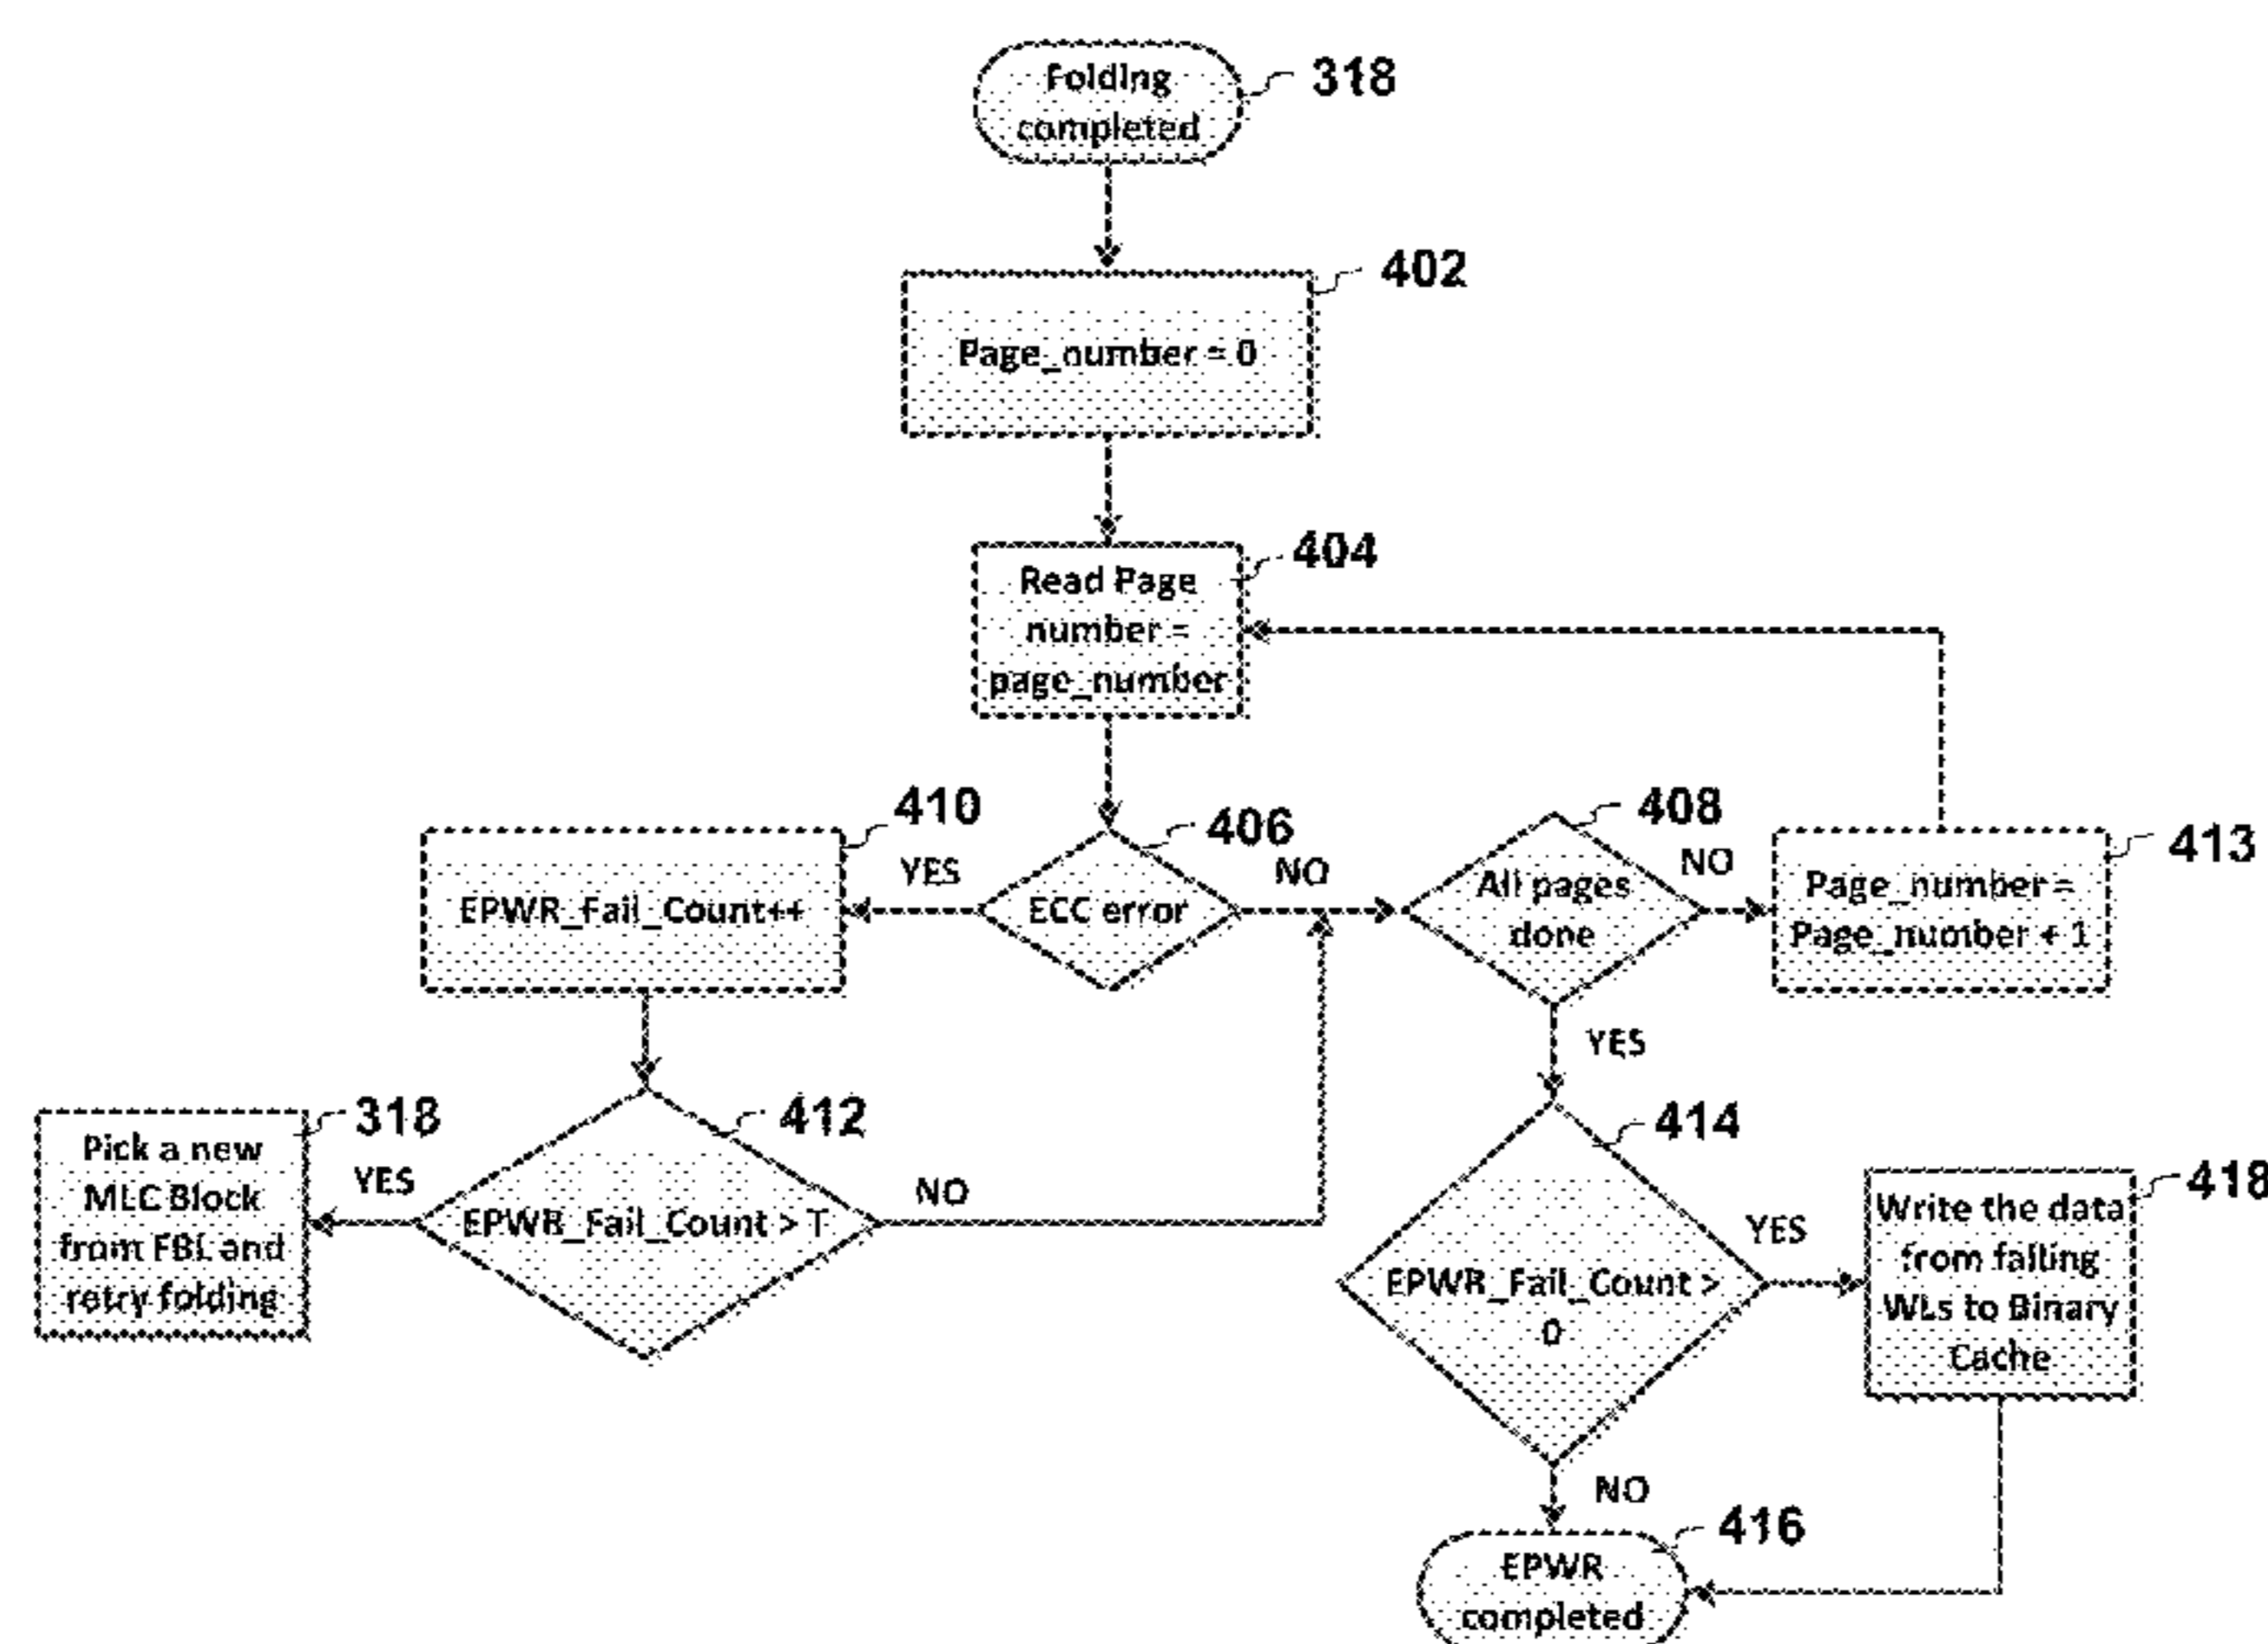 Folding
completed
318
402
Page_number = 0
404
Read Page
number =
page_number
410
406
408
413
EPWR_Fail_Count++
YES
ECC error
NO
All pages
done
NO
Page_number =
Page_number + 1
YES
318
Pick a new
MLC Block
from FBL and
retry folding
YES
412
EPWR_Fail_Count > T
NO
414
EPWR_Fail_Count >
0
YES
418
Write the data
from failing
WLs to Binary
Cache
NO
416
EPWR
completed